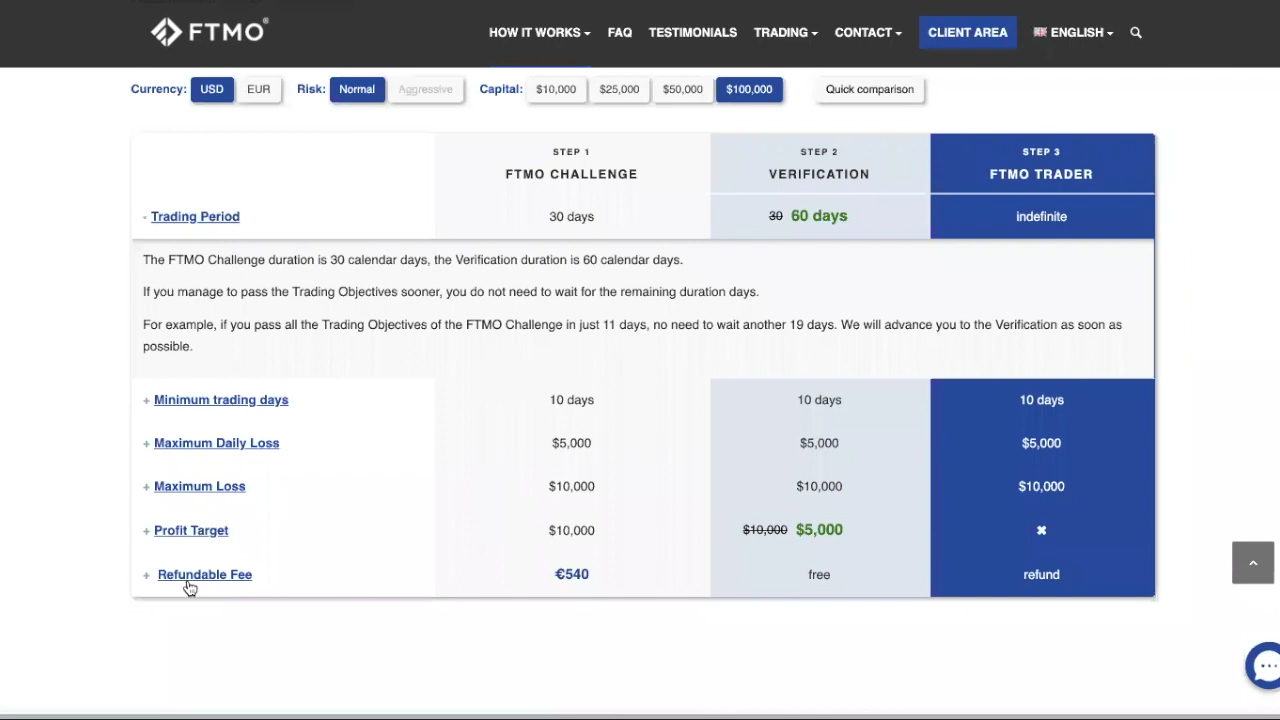 FTMO®
HOW IT WORKS FAQ TESTIMONIALS TRADING CONTACT CLIENT AREA ENGLISH
Currency: USD EUR Risk: Normal Aggressive Capital: $10,000 $25,000 $50,000 $100,000 Quick comparison
STEP 1 STEP 2 STEP 3
FTMO CHALLENGE VERIFICATION FTMO TRADER
- Trading Period 30 days 30 60 days indefinite
The FTMO Challenge duration is 30 calendar days, the Verification duration is 60 calendar days.
If you manage to pass the Trading Objectives sooner, you do not need to wait for the remaining duration days.
For example, if you pass all the Trading Objectives of the FTMO Challenge in just 11 days, no need to wait another 19 days. We will advance you to the Verification as soon as
possible.
+ Minimum trading days 10 days 10 days 10 days
+ Maximum Daily Loss $5,000 $5,000 $5,000
+ Maximum Loss $10,000 $10,000 $10,000
+ Profit Target $10,000 $10,000 $5,000 ✖
+ Refundable Fee €540 free refund